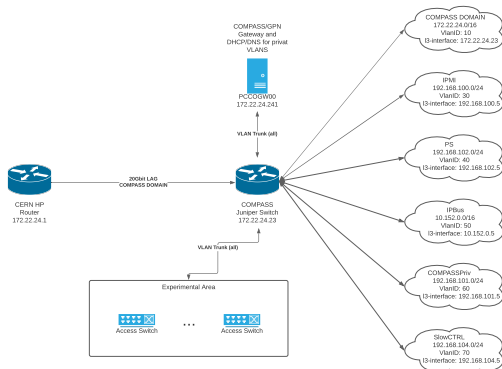 COMPASS/GPN
Gateway and
DHCP/DNS for privat
VLANS
PCCOGW00
172.22.24.241
VLAN Trunk (all)
20Gbit LAG
COMPASS DOMAIN
CERN HP
Router
172.22.24.1
COMPASS
Juniper Switch
172.22.24.23
VLAN Trunk (all)
Experimental Area
Access Switch
...
Access Switch
COMPASS DOMAIN
172.22.24.0/16
VlanID: 10
l3-interface: 172.22.24.23
IPMI
192.168.100.0/24
VlanID: 30
l3-interface: 192.168.100.5
PS
192.168.102.0/24
VlanID: 40
l3-interface: 192.168.102.5
IPBus
10.152.0.0/16
VlanID: 50
l3-interface: 10.152.0.5
COMPASSPriv
192.168.101.0/24
VlanID: 60
l3-interface: 192.168.101.5
SlowCTRL
192.168.104.0/24
VlanID: 70
l3-interface: 192.168.104.5